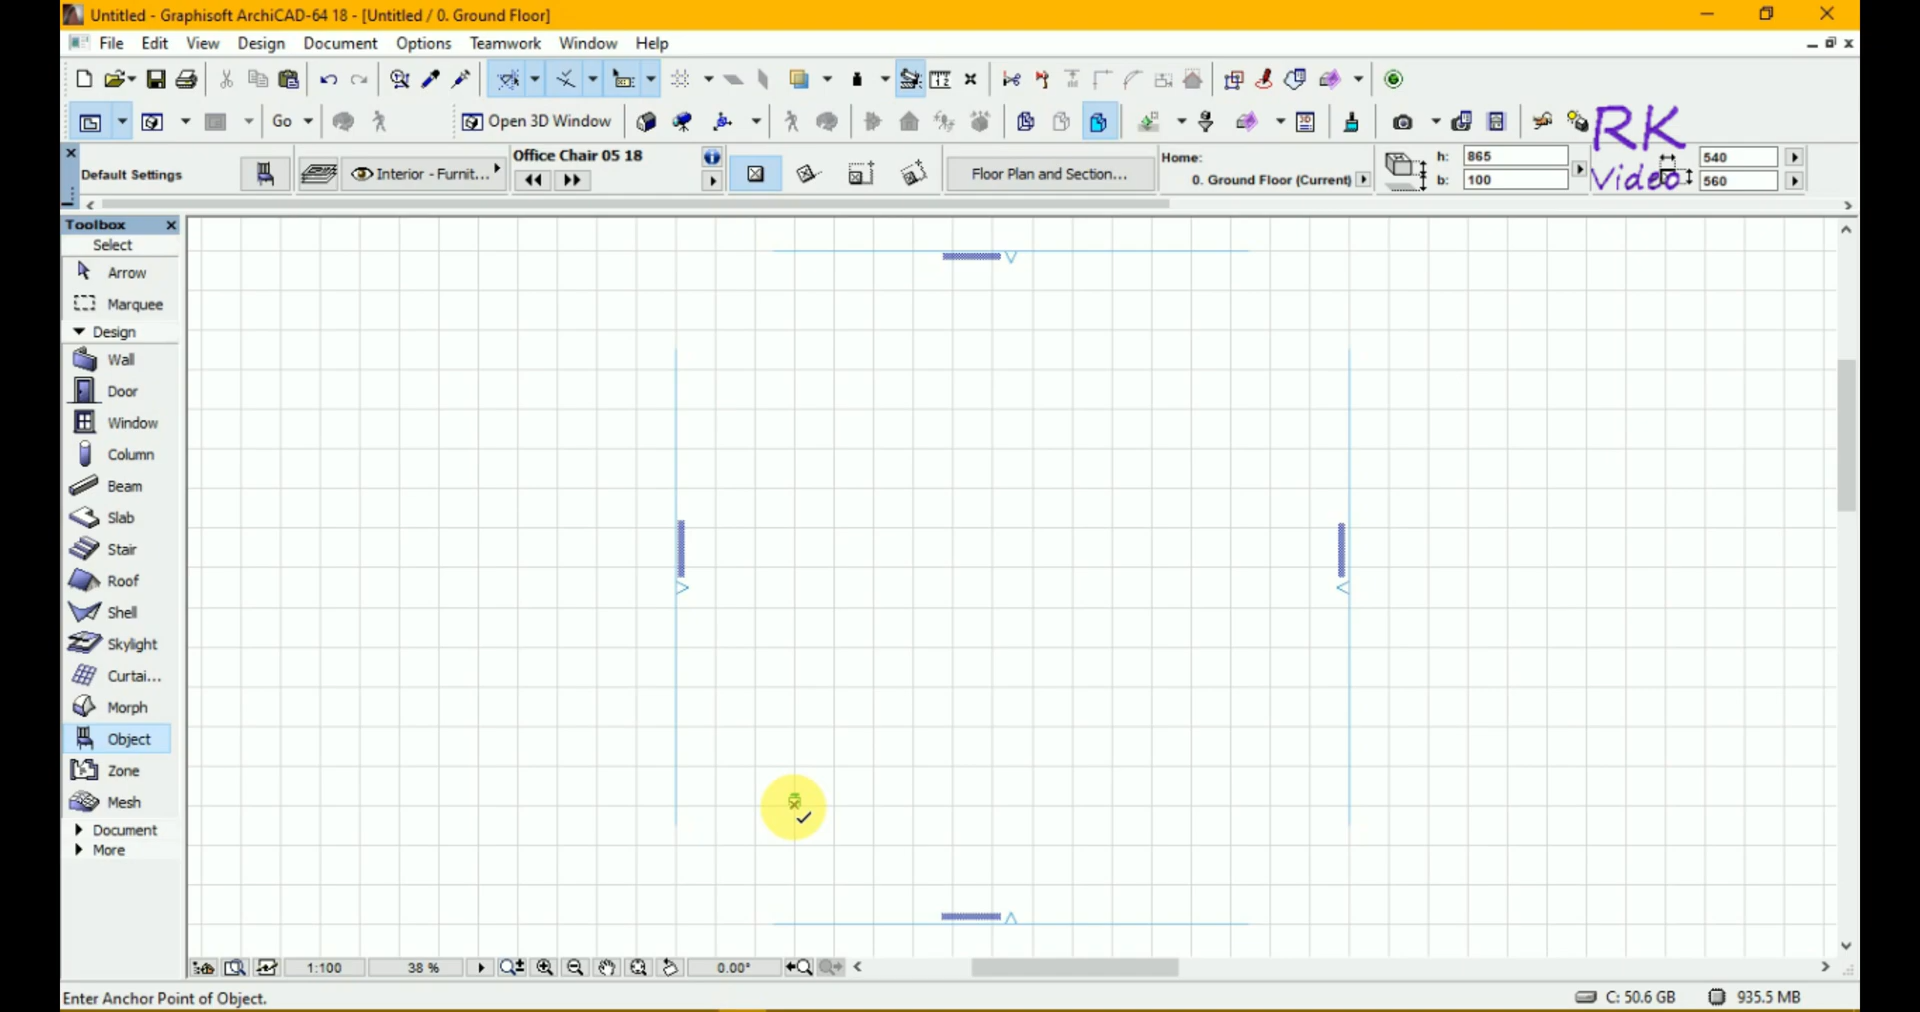 Untitled - Graphisoft ArchiCAD-64 18 - [Untitled / 0. Ground Floor]
File Edit View Design Document Options Teamwork Window Help
Go Open 3D Window
RK
Video
Default Settings
Interior - Furnit...
Office Chair 05 18
Floor Plan and Section...
Home:
0. Ground Floor (Current)
h: 865
b: 100
540
560
Toolbox
Select
Arrow
Marquee
Design
Wall
Door
Window
Column
Beam
Slab
Stair
Roof
Shell
Skylight
Curtai...
Morph
Object
Zone
Mesh
Document
More
1:100 38 % 0.00°
Enter Anchor Point of Object.
C: 50.6 GB 935.5 MB